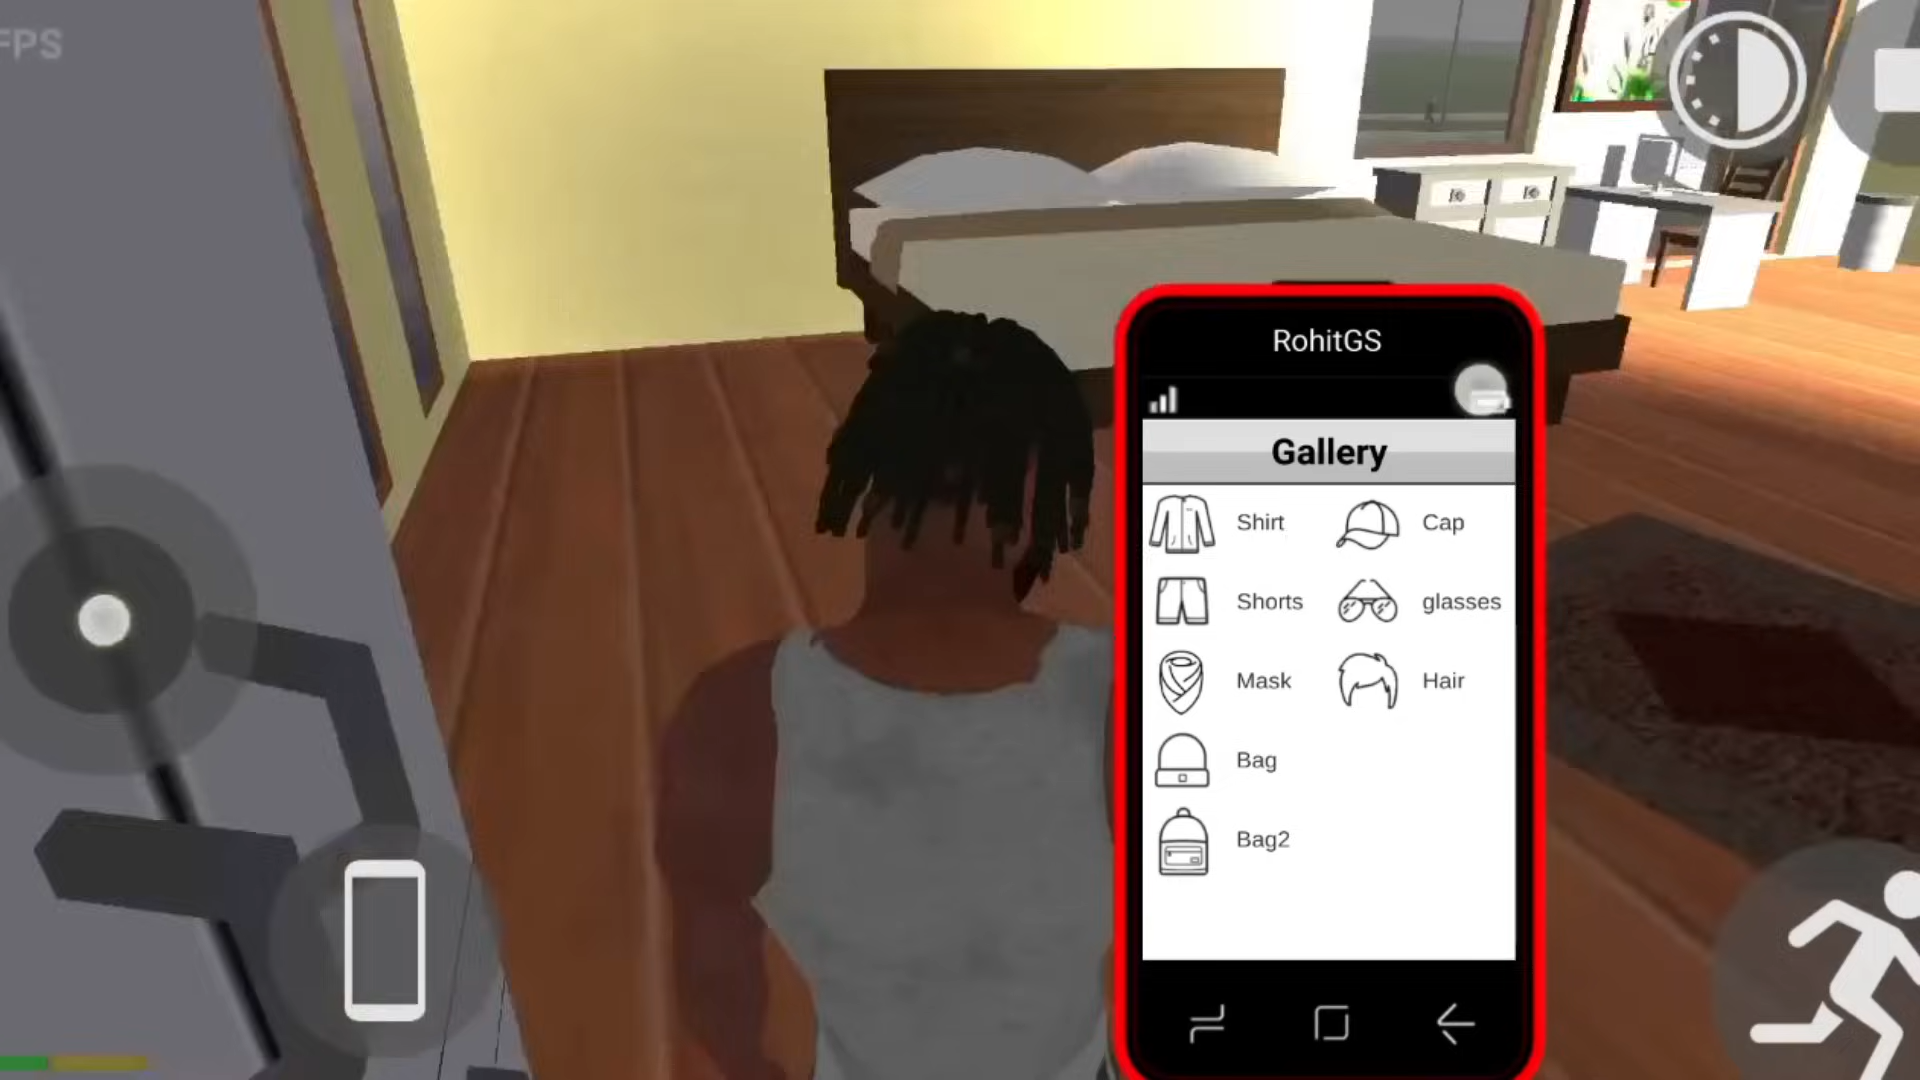 FPS
RohitGS
Gallery
Shirt
Cap
Shorts
glasses
Mask
Hair
Bag
Bag2